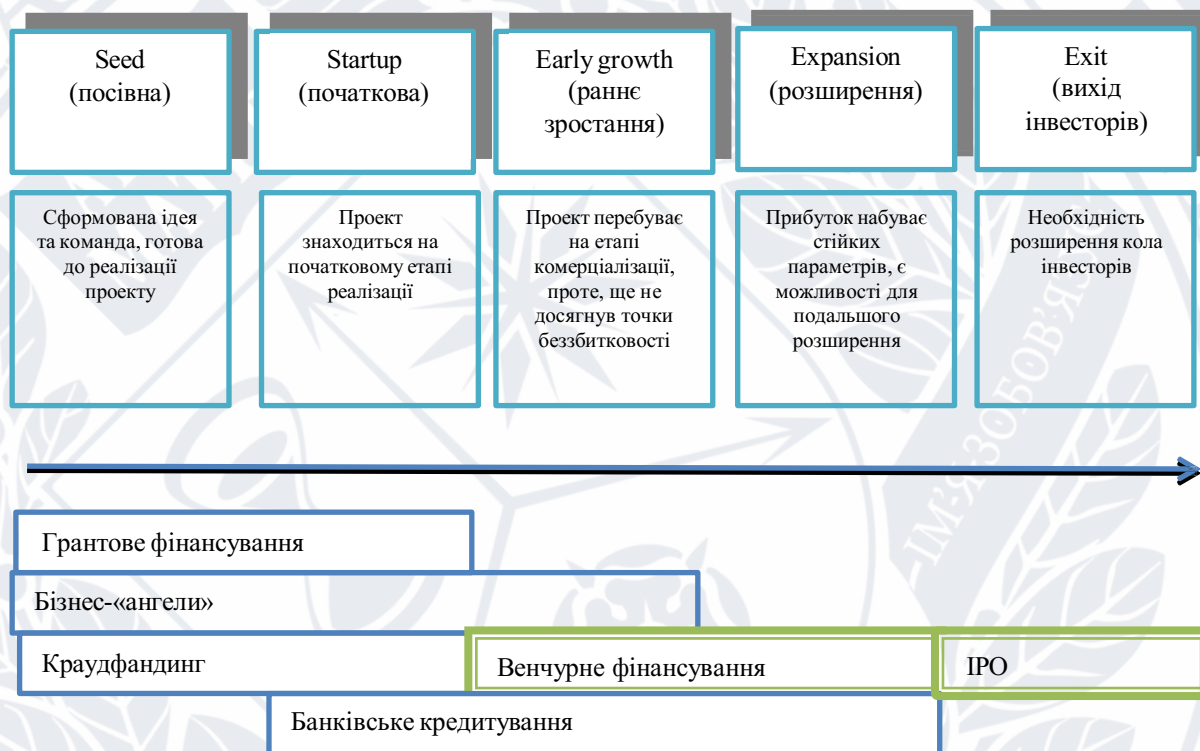 Seed
(посівна)
Startup
(початкова)
Early growth
(раннє
зростання)
Expansion
(розширення)
Exit
(вихід
інвесторів)
Сформована ідея
та команда, готова
до реалізації
проекту
Проект
знаходиться на
початковому етапі
реалізації
Проект перебуває
на етапі
комерціалізації,
проте, ще не
досягнув точки
беззбитковості
Прибуток набуває
стійких
параметрів, є
можливості для
подальшого
розширення
Необхідність
розширення кола
інвесторів
Грантове фінансування
Бізнес-«ангели»
Краудфандинг
Венчурне фінансування
IPO
Банківське кредитування
ІМ'Я ЗОБОВ'ЯЗУ